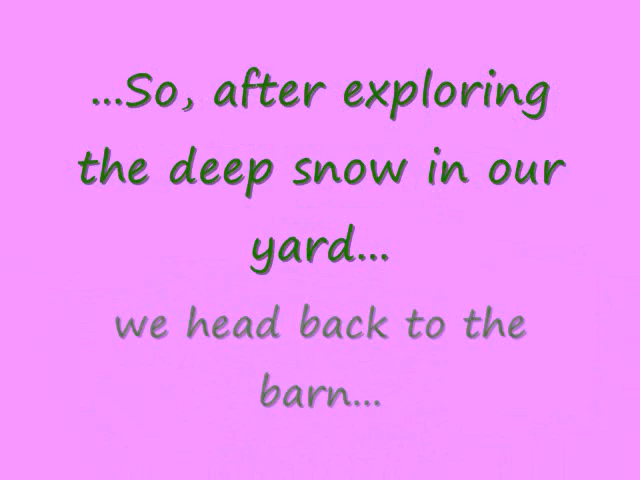 ...So, after exploring
the deep snow in our
yard...
we head back to the
barn...